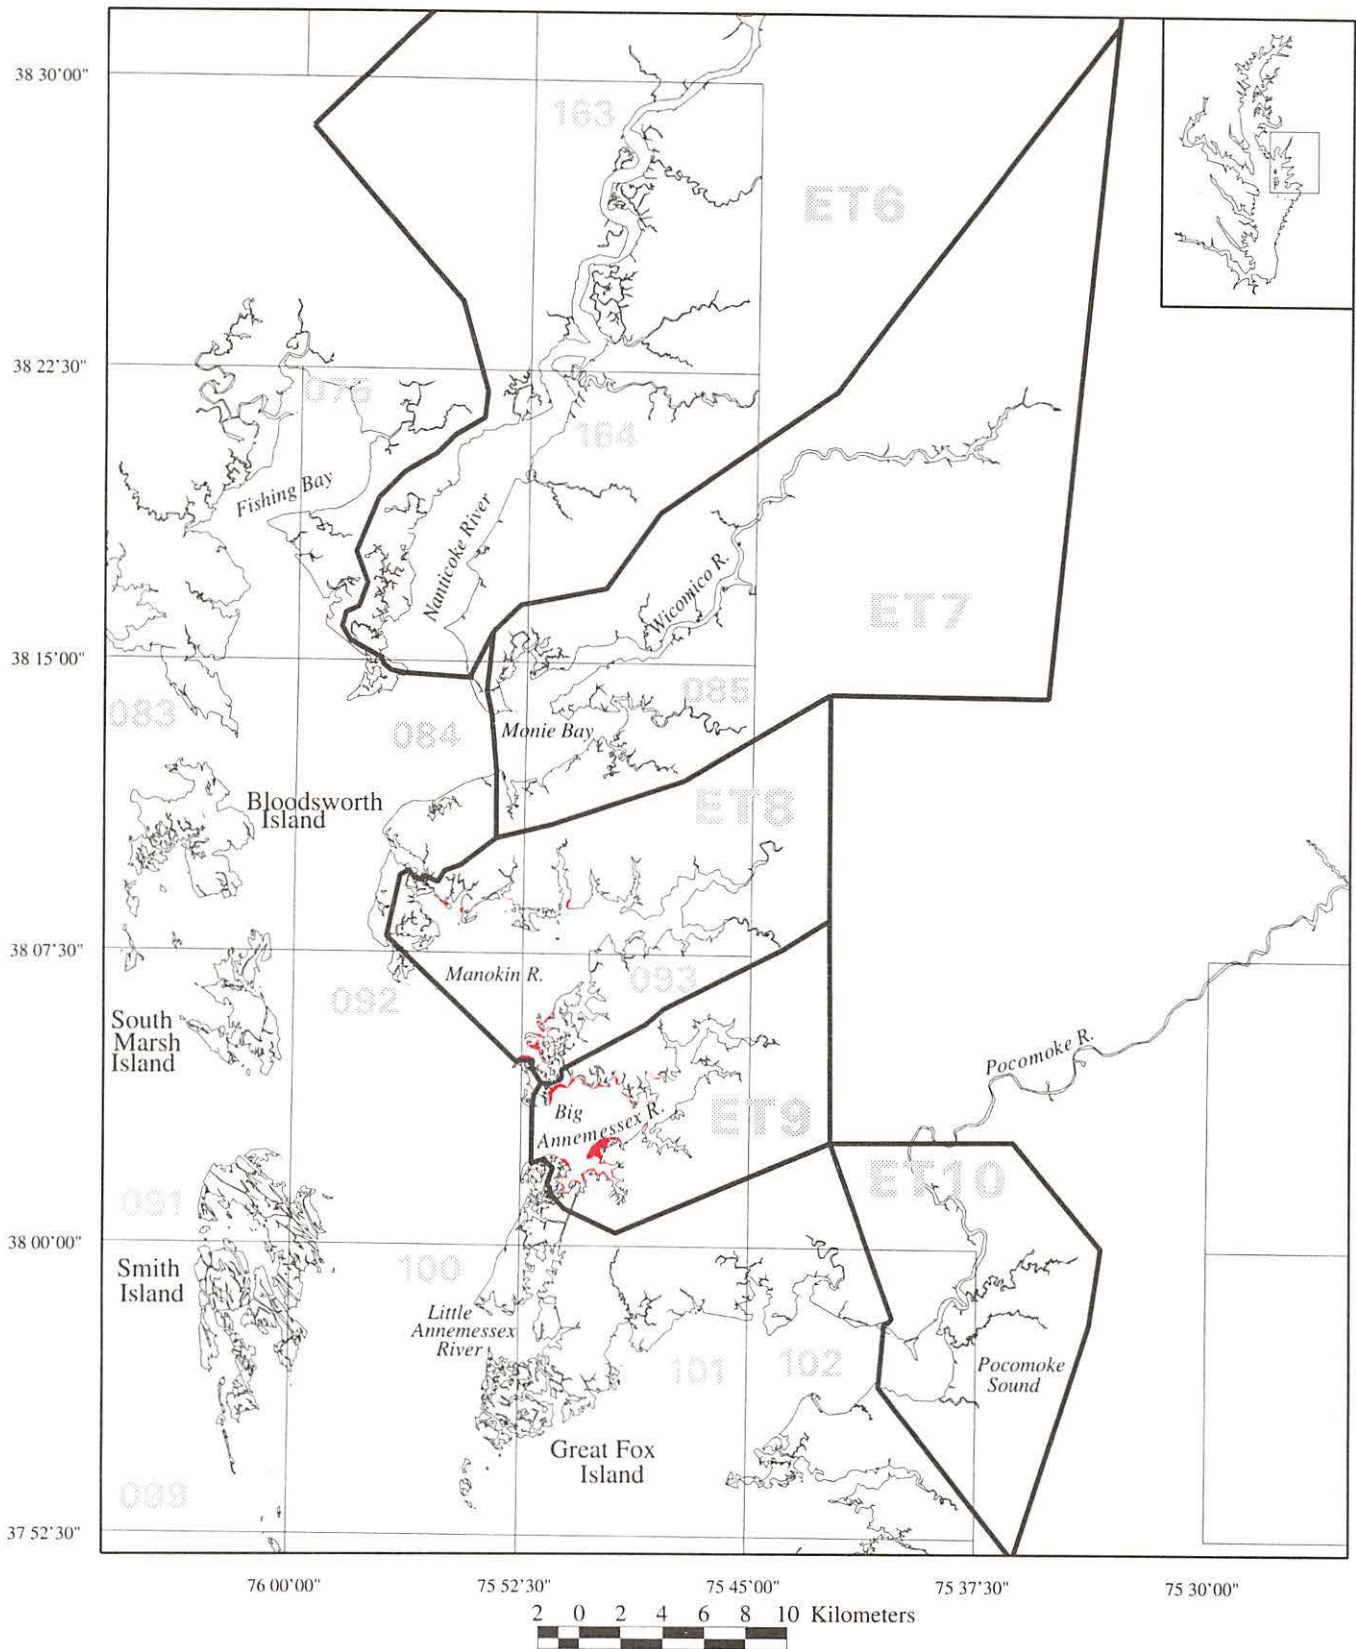 38 30'00"
163
ET6
38 22'30"
076
164
Fishing Bay
Nanticoke River
Wicomico R.
ET7
38 15'00"
083
084
085
Monie Bay
ET8
Bloodsworth
Island
38 07'30"
Manokin R.
092
093
South
Marsh
Island
Pocomoke R.
Big
Annemessex R.
ET9
ET10
091
38 00'00"
Smith
Island
100
Little
Annemessex
River
101
102
Pocomoke
Sound
Great Fox
Island
099
37 52'30"
76 00'00"
75 52'30"
75 45'00"
75 37'30"
75 30'00"
2 0 2 4 6 8 10 Kilometers